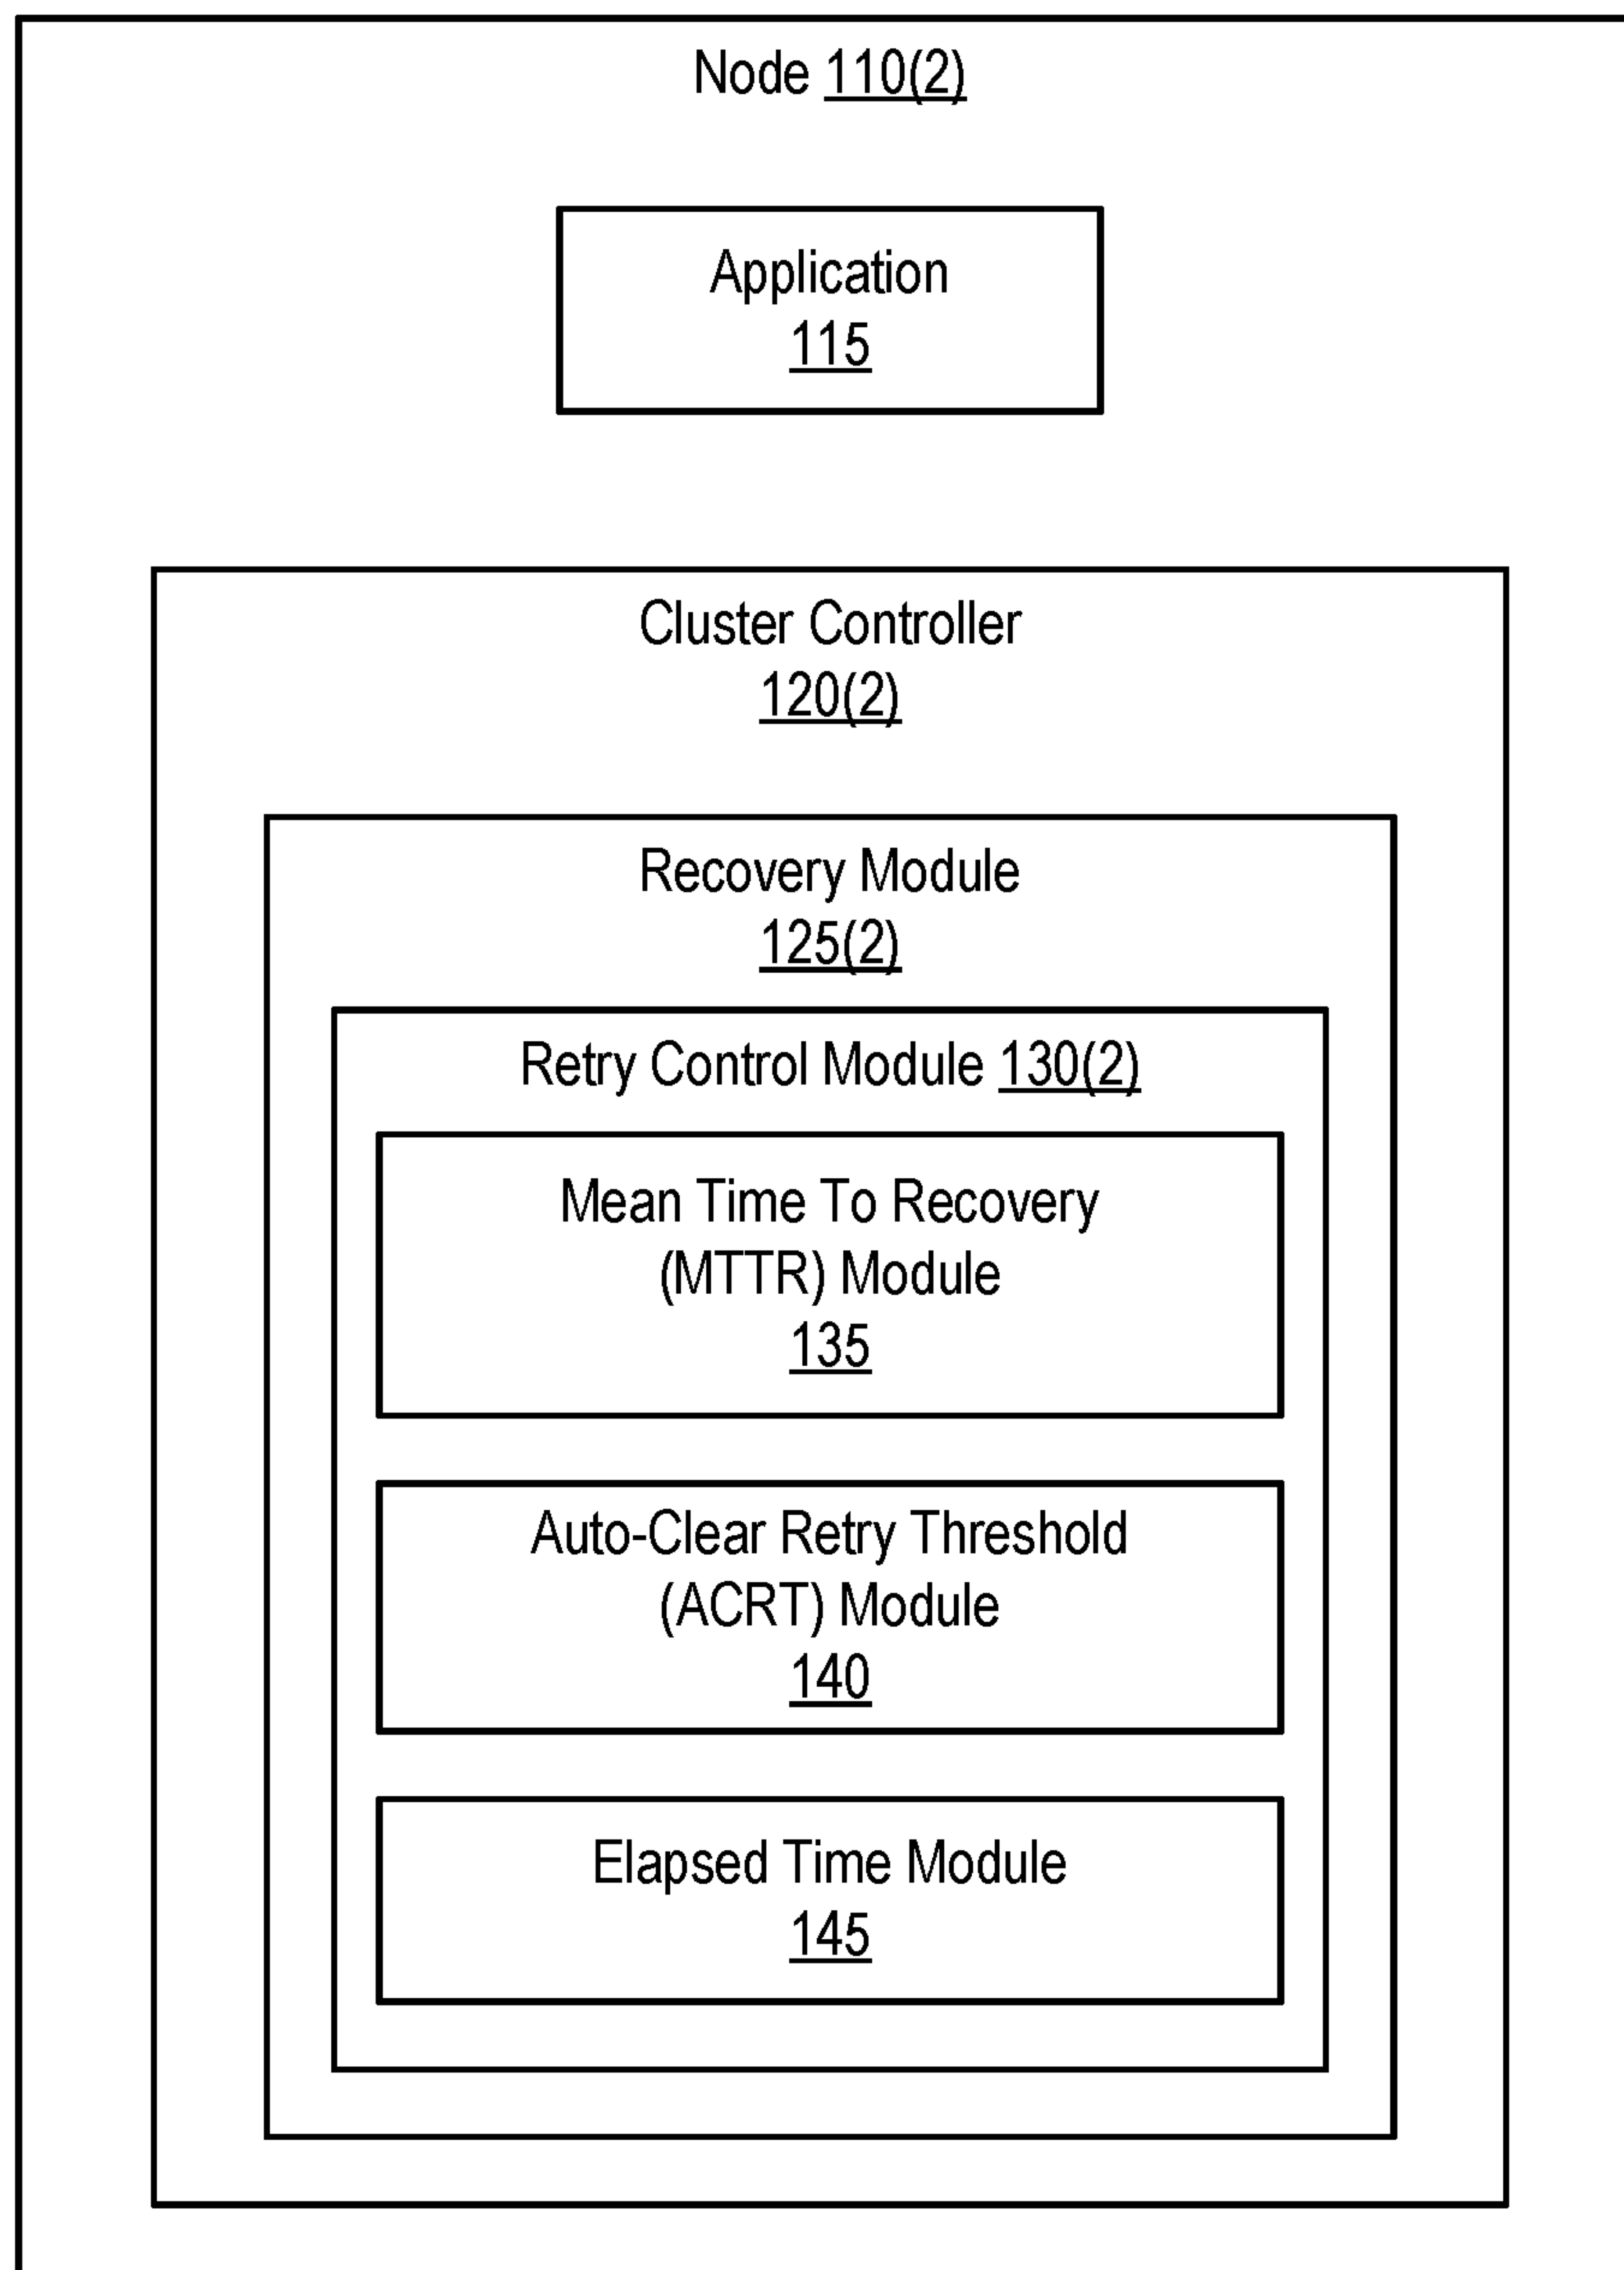 Node 110(2)
Application
115
Cluster Controller
120(2)
Recovery Module
125(2)
Retry Control Module 130(2)
Mean Time To Recovery
(MTTR) Module
135
Auto-Clear Retry Threshold
(ACRT) Module
140
Elapsed Time Module
145